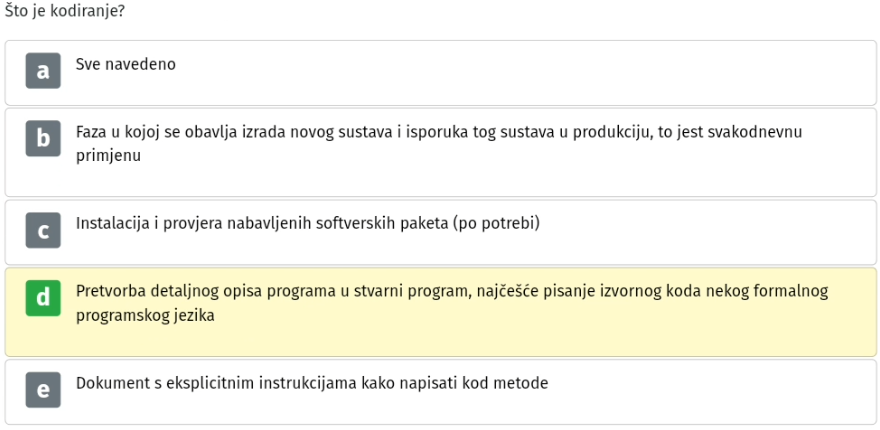 Što je kodiranje?
a Sve navedeno
b Faza u kojoj se obavlja izrada novog sustava i isporuka tog sustava u produkciju, to jest svakodnevnu
primjenu
c Instalacija i provjera nabavljenih softverskih paketa (po potrebi)
d Pretvorba detaljnog opisa programa u stvarni program, najčešće pisanje izvornog koda nekog formalnog
programskog jezika
e Dokument s eksplicitnim instrukcijama kako napisati kod metode